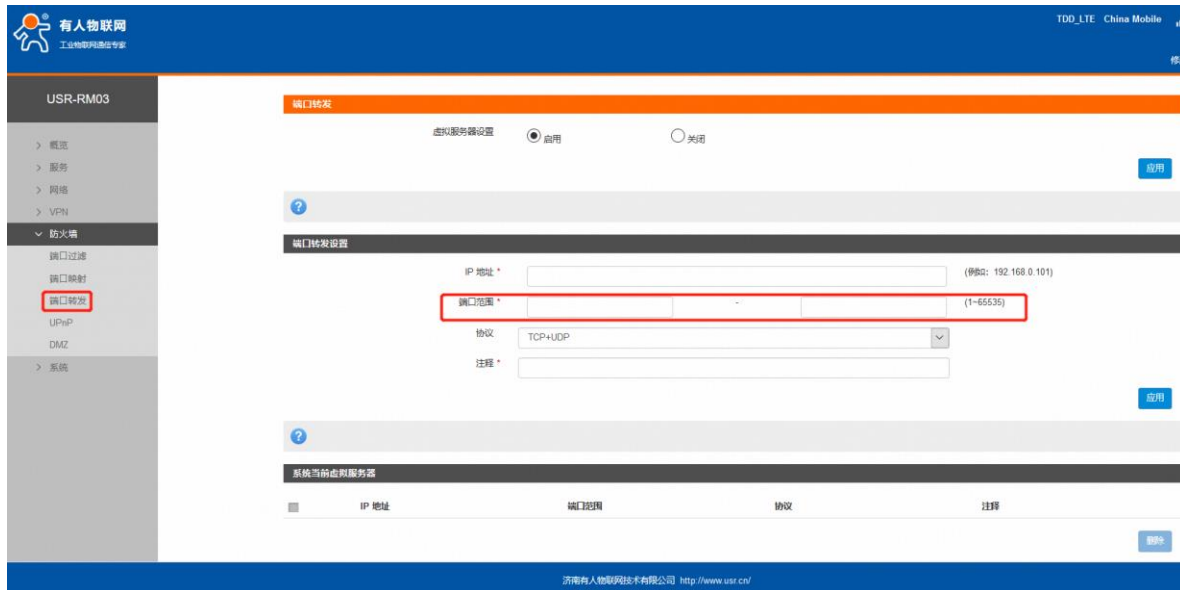 有人物联网
工业物联网通信专家
TDD_LTE China Mobile
USR-RM03
端口转发
虚拟服务器设置
启用
关闭
应用
> 概览
> 服务
> 网络
> VPN
防火墙
端口过滤
端口映射
端口转发
UPnP
DMZ
> 系统
端口转发设置
IP 地址 *
(例如: 192.168.0.101)
端口范围 *
-
(1~65535)
协议
TCP+UDP
注释 *
应用
系统当前虚拟服务器
IP 地址 端口范围 协议 注释
删除
济南有人物联网技术有限公司 http://www.usr.cn/